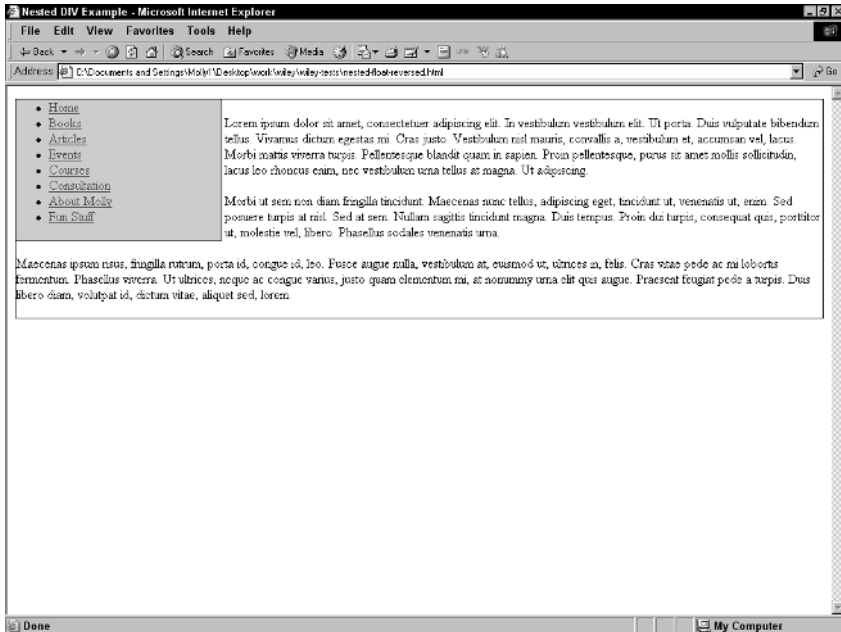 Nested DIV Example - Microsoft Internet Explorer
File Edit View Favorites Tools Help
Back Search Favorites Media
Address C:\Documents and Settings\Molly1\Desktop\work\wiley\wiley-tests\nested-float-reversed.html Go
Home
Books
Articles
Events
Courses
Consultation
About Molly
Fun Stuff
Lorem ipsum dolor sit amet, consectetuer adipiscing elit. In vestibulum vestibulum elit. Ut porta. Duis vulputate bibendum
tellus. Vivamus dictum egestas mi. Cras justo. Vestibulum nisl mauris, convallis a, vestibulum et, accumsan vel, lacus.
Morbi mattis viverra turpis. Pellentesque blandit quam in sapien. Proin pellentesque, purus sit amet mollis sollicitudin,
lacus leo rhoncus enim, nec vestibulum urna tellus at magna. Ut adipiscing.
Morbi ut sem non diam fringilla tincidunt. Maecenas nunc tellus, adipiscing eget, tincidunt ut, venenatis ut, enim. Sed
posuere turpis at nisl. Sed at sem. Nullam sagittis tincidunt magna. Duis tempus. Proin dui turpis, consequat quis, porttitor
ut, molestie vel, libero. Phasellus sodales venenatis urna.
Maecenas ipsum risus, fringilla rutrum, porta id, congue id, leo. Fusce augue nulla, vestibulum at, euismod ut, ultrices in, felis. Cras vitae pede ac mi lobortis
fermentum. Phasellus viverra. Ut ultrices, neque ac congue varius, justo quam elementum mi, at nonummy urna elit quis augue. Praesent feugiat pede a turpis. Duis
libero diam, volutpat id, dictum vitae, aliquet sed, lorem.
Done My Computer